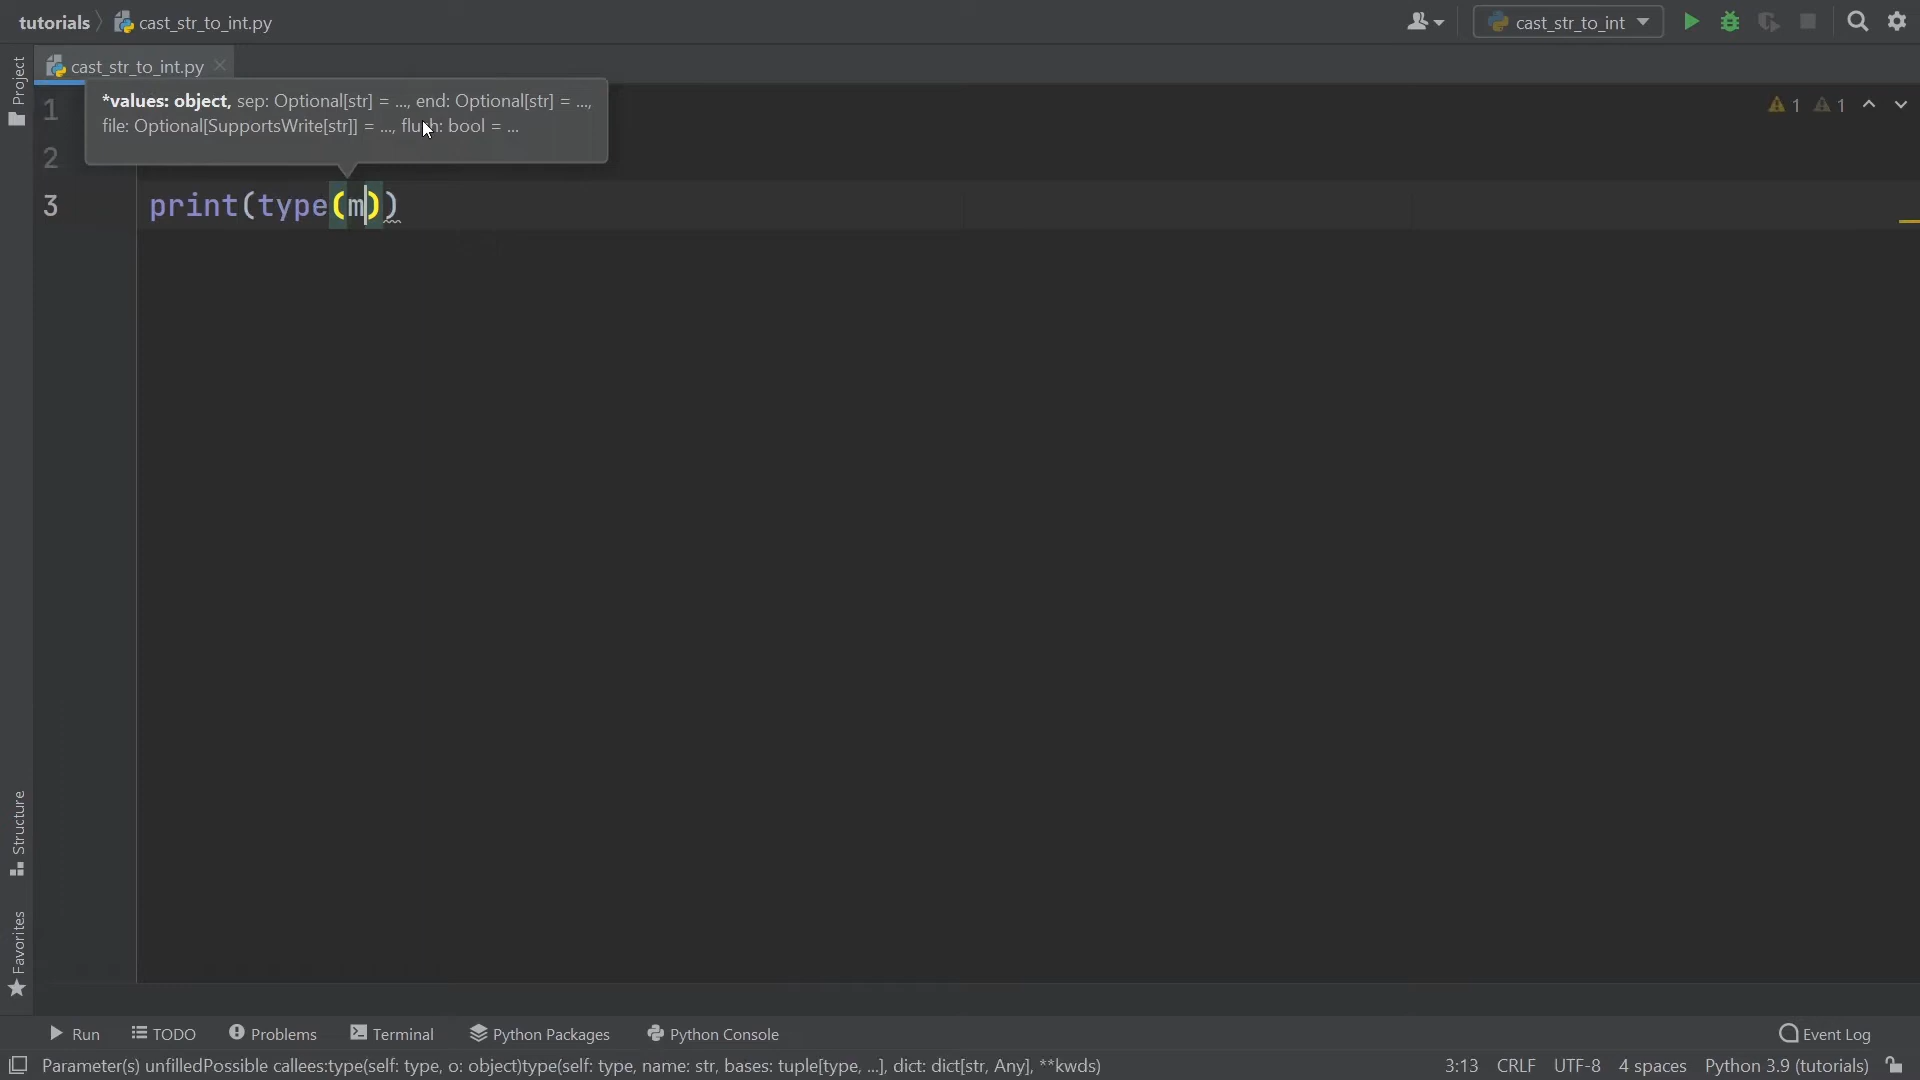 tutorials cast_str_to_int.py
cast_str_to_int
cast_str_to_int.py
Project
*values: object, sep: Optional[str] = ..., end: Optional[str] = ...,
file: Optional[SupportsWrite[str]] = ..., flush: bool = ...
1
1 1
2
3 print(type(m))
Structure
Favorites
Run TODO Problems Terminal Python Packages Python Console Event Log
Parameter(s) unfilledPossible callees:type(self: type, o: object)type(self: type, name: str, bases: tuple[type, ...], dict: dict[str, Any], **kwds) 3:13 CRLF UTF-8 4 spaces Python 3.9 (tutorials)